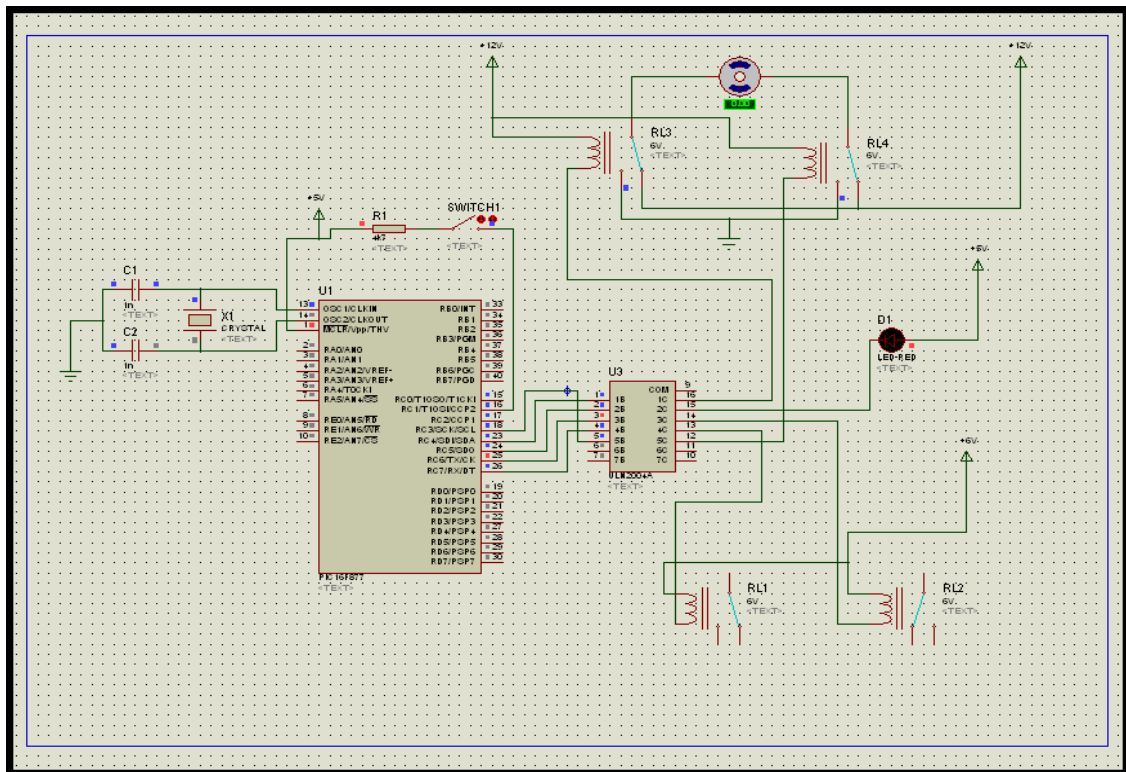 +12V
+12V
0.00
RL3
6V
<TEXT>
RL4
6V
<TEXT>
+5V
R1
4k7
<TEXT>
SWITCH1
<TEXT>
+5V
C1
1n
<TEXT>
X1
CRYSTAL
<TEXT>
C2
1n
<TEXT>
U1
13 OSC1/CLKIN
14 OSC2/CLKOUT
1 MCLR/Vpp/THV
2 RA0/AN0
3 RA1/AN1
4 RA2/AN2/VREF-
5 RA3/AN3/VREF+
6 RA4/T0CKI
7 RA5/AN4/SS
8 RE0/AN5/RD
9 RE1/AN6/WR
10 RE2/AN7/CS
RB0/INT 33
RB1 34
RB2 35
RB3/PGM 36
RB4 37
RB5 38
RB6/PGC 39
RB7/PGD 40
RC0/T1OSO/T1CKI 15
RC1/T1OSI/CCP2 16
RC2/CCP1 17
RC3/SCK/SCL 18
RC4/SDI/SDA 23
RC5/SDO 24
RC6/TX/CK 25
RC7/RX/DT 26
RD0/PSP0 19
RD1/PSP1 20
RD2/PSP2 21
RD3/PSP3 22
RD4/PSP4 27
RD5/PSP5 28
RD6/PSP6 29
RD7/PSP7 30
PIC16F877
<TEXT>
U3
COM 9
1 1B 1C 16
2 2B 2C 15
3 3B 3C 14
4 4B 4C 13
5 5B 5C 12
6 6B 6C 11
7 7B 7C 10
ULN2004A
<TEXT>
D1
LED-RED
<TEXT>
+6V
RL1
6V
<TEXT>
RL2
6V
<TEXT>